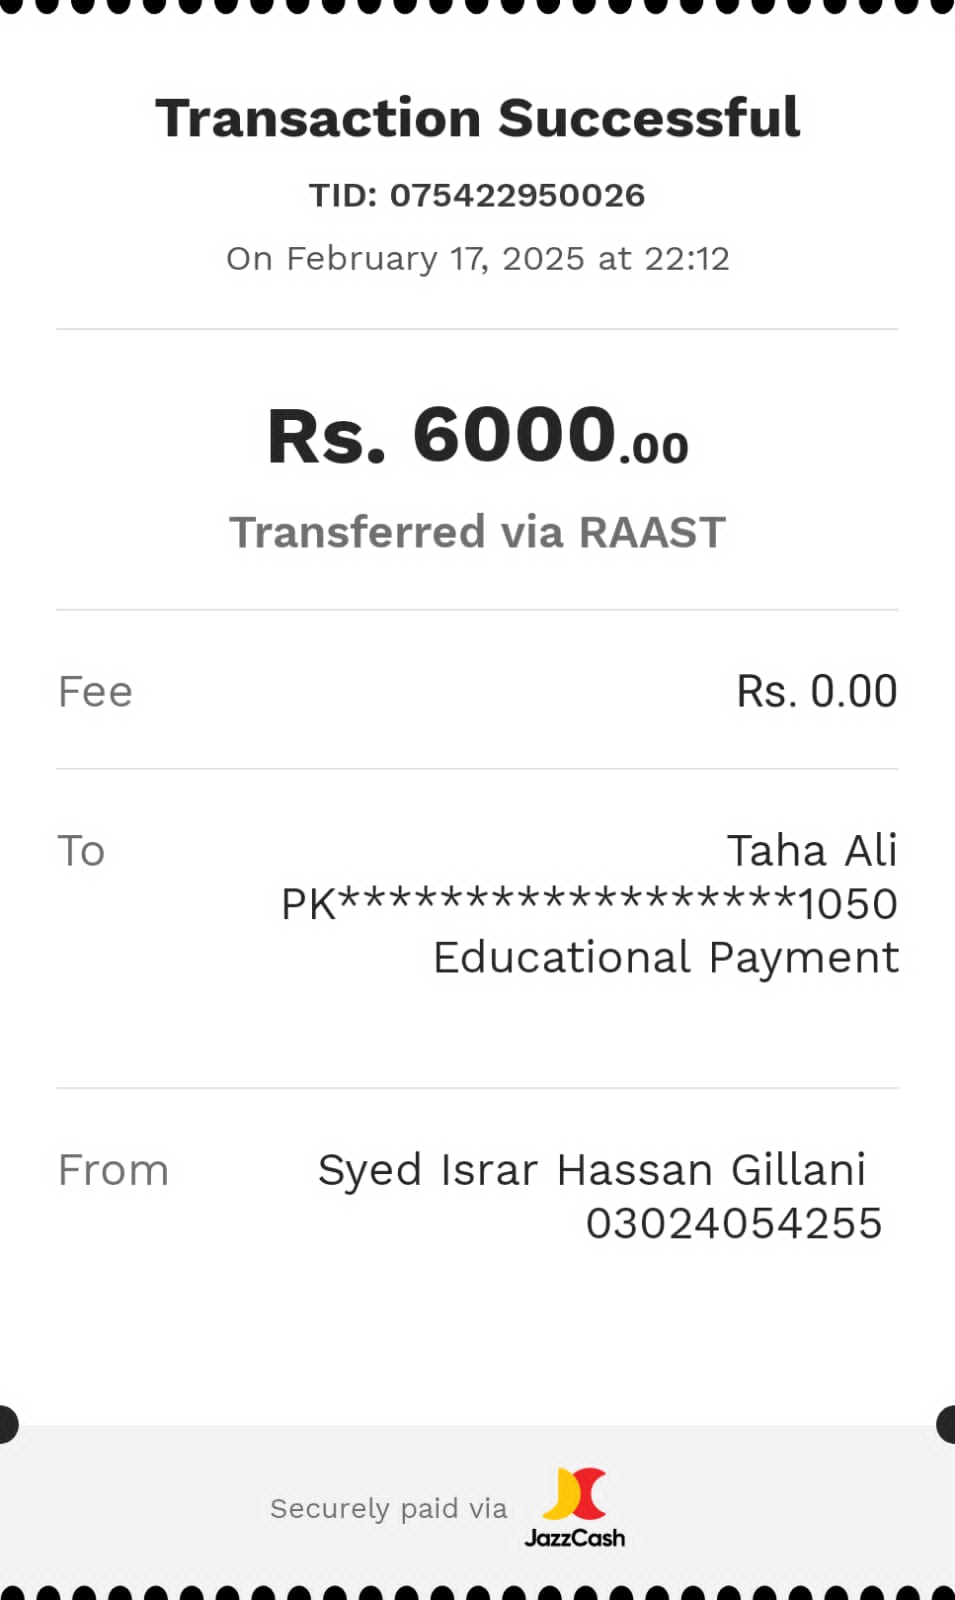 Transaction Successful
TID: 075422950026
On February 17, 2025 at 22:12
Rs. 6000.00
Transferred via RAAST
Fee Rs. 0.00
To Taha Ali
PK******************1050
Educational Payment
From Syed Israr Hassan Gillani
03024054255
Securely paid via JazzCash